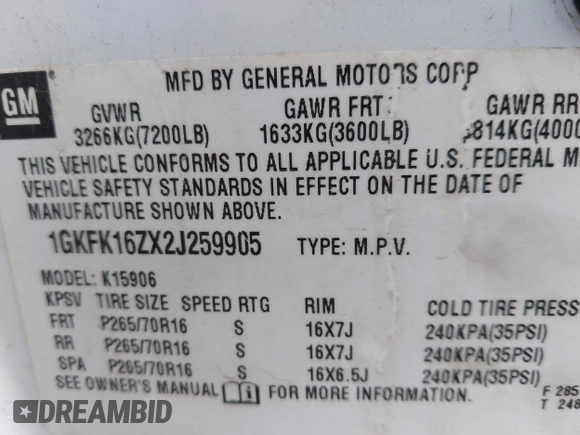 MFD BY GENERAL MOTORS CORP
GM
GVWR GAWR FRT GAWR RR
3266KG(7200LB) 1633KG(3600LB) 1814KG(4000
THIS VEHICLE CONFORMS TO ALL APPLICABLE U.S. FEDERAL M
VEHICLE SAFETY STANDARDS IN EFFECT ON THE DATE OF
MANUFACTURE SHOWN ABOVE.
1GKFK16ZX2J259905 TYPE: M.P.V.
MODEL: K15906
KPSV TIRE SIZE SPEED RTG RIM COLD TIRE PRESS
FRT P265/70R16 S 16X7J 240KPA(35PSI)
RR P265/70R16 S 16X7J 240KPA(35PSI)
SPA P265/70R16 S 16X6.5J 240KPA(35PSI)
SEE OWNER'S MANUAL FOR MORE INFORMATION.
F 285
T 248
DREAMBID